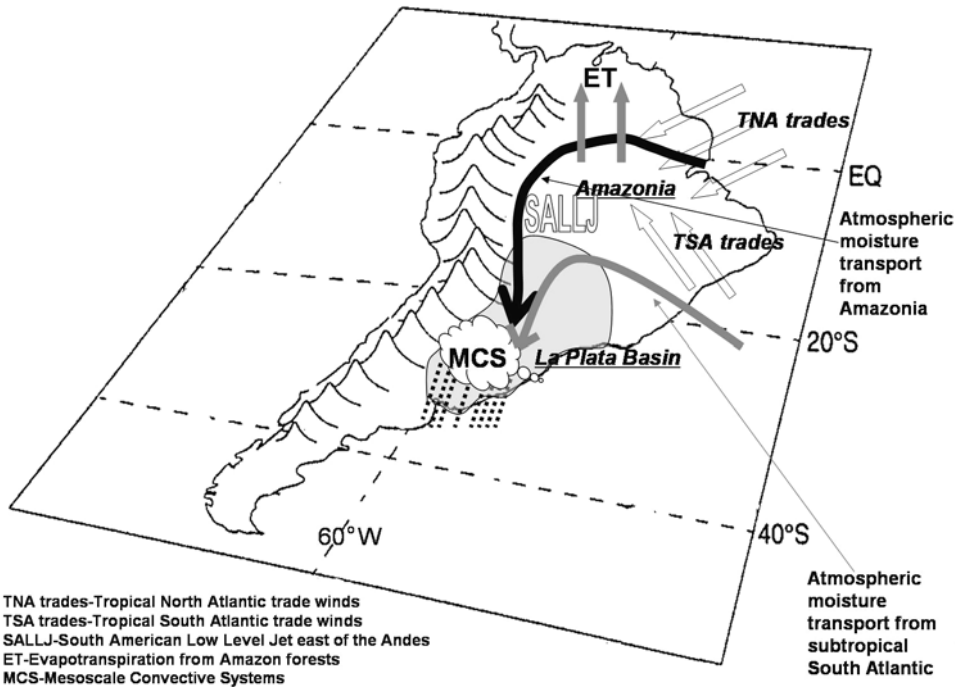 ET
TNA trades
EQ
Amazonia
SALLJ
Atmospheric
moisture
transport
from
Amazonia
TSA trades
20°S
MCS
La Plata Basin
60°W
40°S
Atmospheric
moisture
transport from
subtropical
South Atlantic
TNA trades-Tropical North Atlantic trade winds
TSA trades-Tropical South Atlantic trade winds
SALLJ-South American Low Level Jet east of the Andes
ET-Evapotranspiration from Amazon forests
MCS-Mesoscale Convective Systems